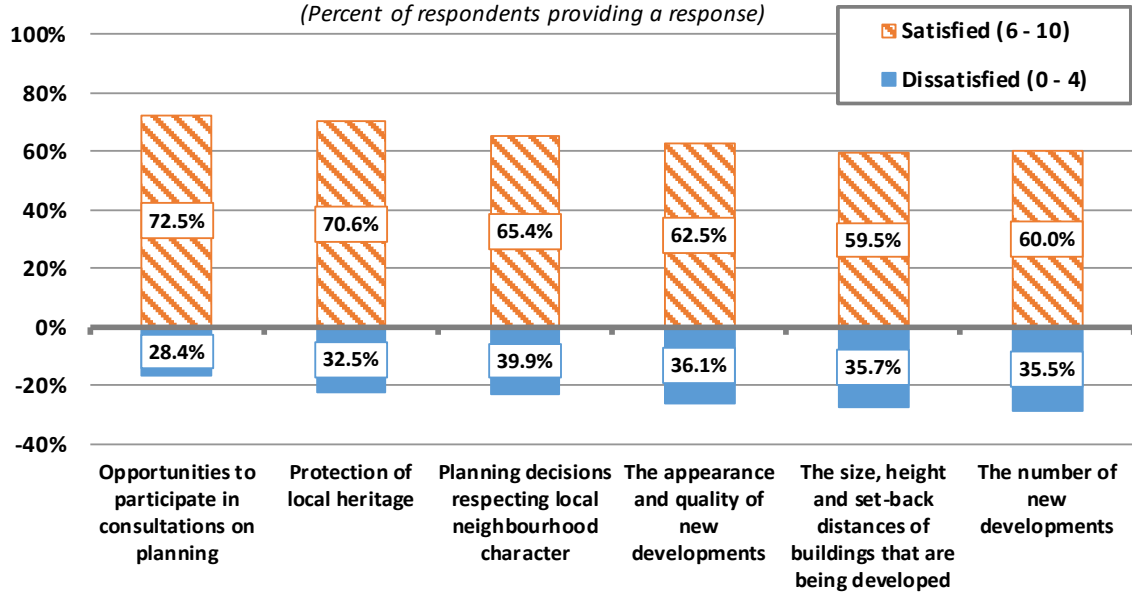 (Percent of respondents providing a response)
Satisfied (6 - 10)
Dissatisfied (0 - 4)
100%
80%
60%
40%
20%
0%
-20%
-40%
72.5%
70.6%
65.4%
62.5%
59.5%
60.0%
28.4%
32.5%
39.9%
36.1%
35.7%
35.5%
Opportunities to
participate in
consultations on
planning
Protection of
local heritage
Planning decisions
respecting local
neighbourhood
character
The appearance
and quality of
new
developments
The size, height
and set-back
distances of
buildings that are
being developed
The number of
new
developments